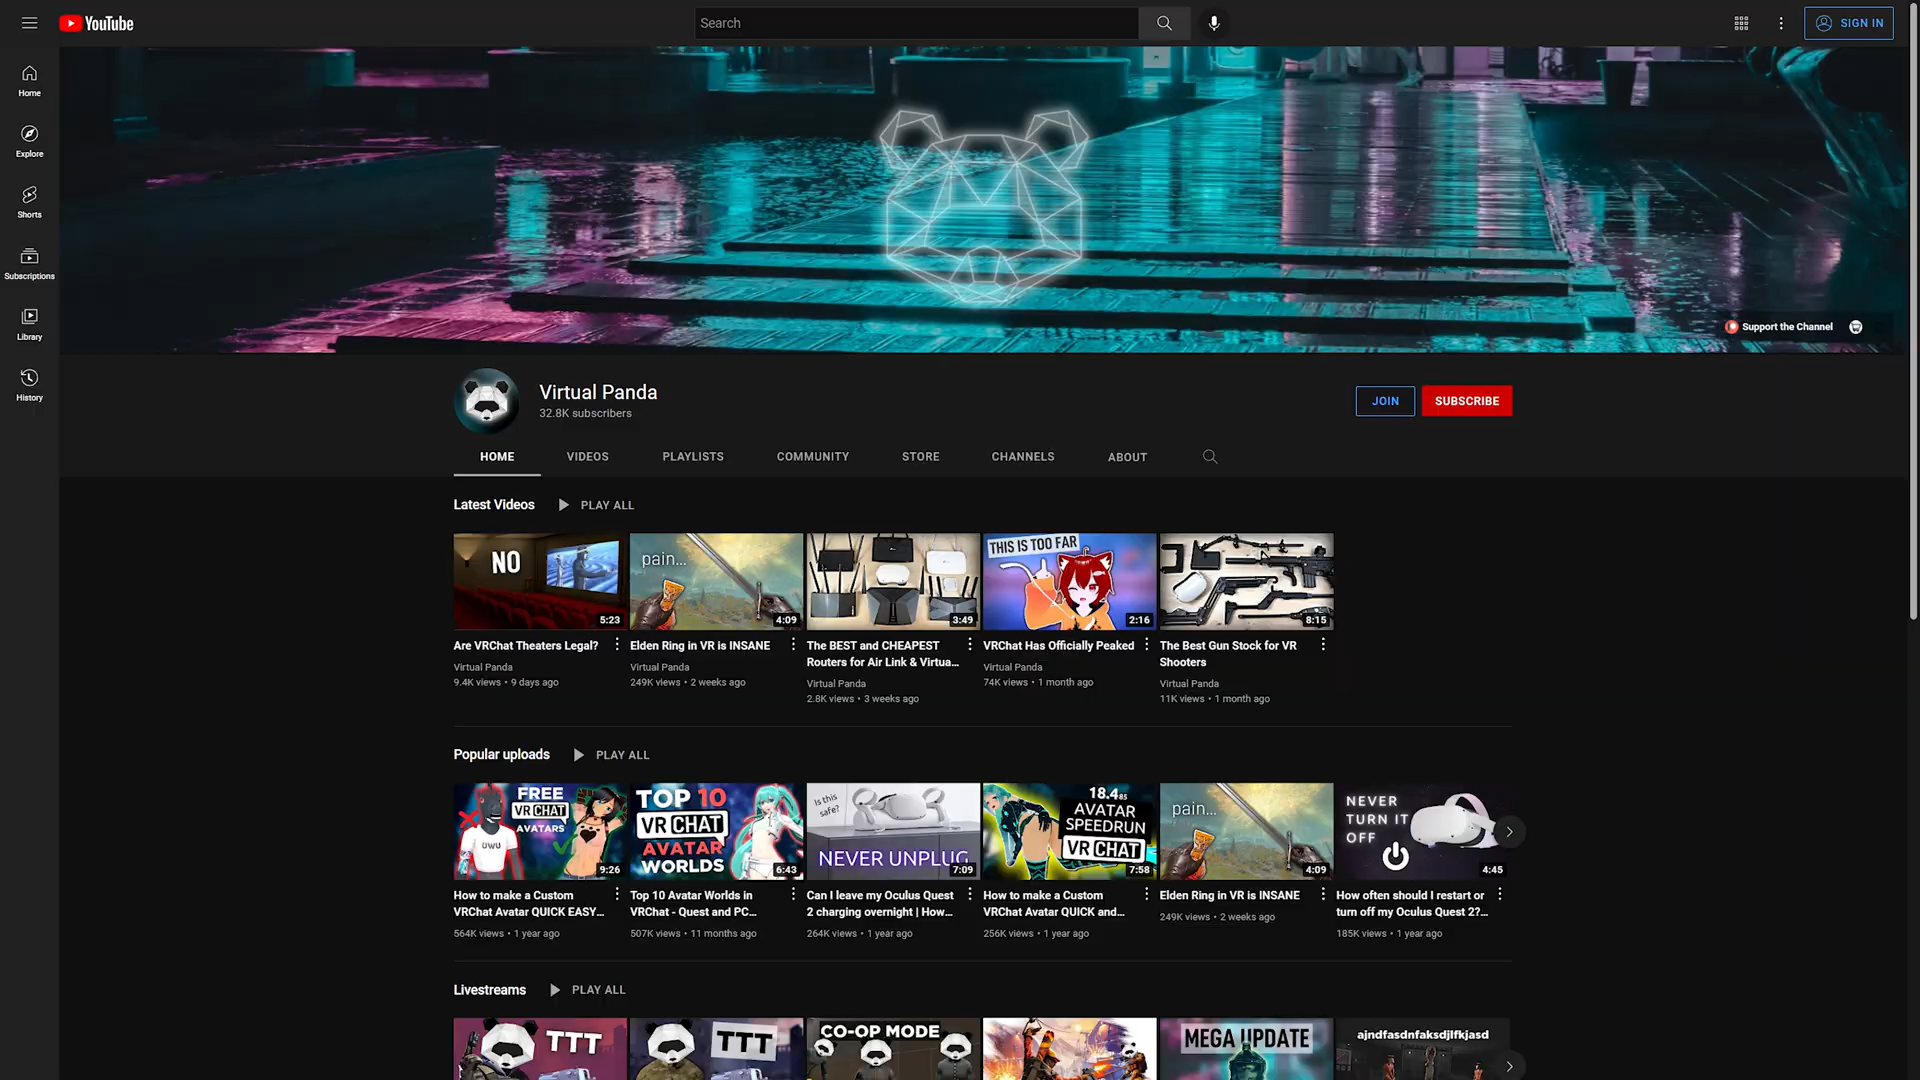 YouTube
Search
SIGN IN
Home
Explore
Shorts
Subscriptions
Library
History
Support the Channel
Virtual Panda
32.8K subscribers
JOIN
SUBSCRIBE
HOME
VIDEOS
PLAYLISTS
COMMUNITY
STORE
CHANNELS
ABOUT
Latest Videos
PLAY ALL
NO
5:23
Are VRChat Theaters Legal?
Virtual Panda
9.4K views • 9 days ago
pain...
4:09
Elden Ring in VR is INSANE
Virtual Panda
249K views • 2 weeks ago
3:49
The BEST and CHEAPEST
Routers for Air Link & Virtua...
Virtual Panda
2.8K views • 3 weeks ago
THIS IS TOO FAR
2:16
VRChat Has Officially Peaked
Virtual Panda
74K views • 1 month ago
8:15
The Best Gun Stock for VR
Shooters
Virtual Panda
11K views • 1 month ago
Popular uploads
PLAY ALL
FREE
VR CHAT
AVATARS
UWU
9:26
How to make a Custom
VRChat Avatar QUICK EASY...
564K views • 1 year ago
TOP 10
VR CHAT
AVATAR
WORLDS
6:43
Top 10 Avatar Worlds in
VRChat - Quest and PC...
507K views • 11 months ago
Is this
safe?
NEVER UNPLUG
7:09
Can I leave my Oculus Quest
2 charging overnight | How...
264K views • 1 year ago
18.4 85
AVATAR
SPEEDRUN
VR CHAT
7:58
How to make a Custom
VRChat Avatar QUICK and...
256K views • 1 year ago
pain...
4:09
Elden Ring in VR is INSANE
249K views • 2 weeks ago
NEVER
TURN IT
OFF
4:45
How often should I restart or
turn off my Oculus Quest 2?...
185K views • 1 year ago
Livestreams
PLAY ALL
TTT
TTT
CO-OP MODE
MEGA UPDATE
ajndfasdnfaksdjlfkjasd